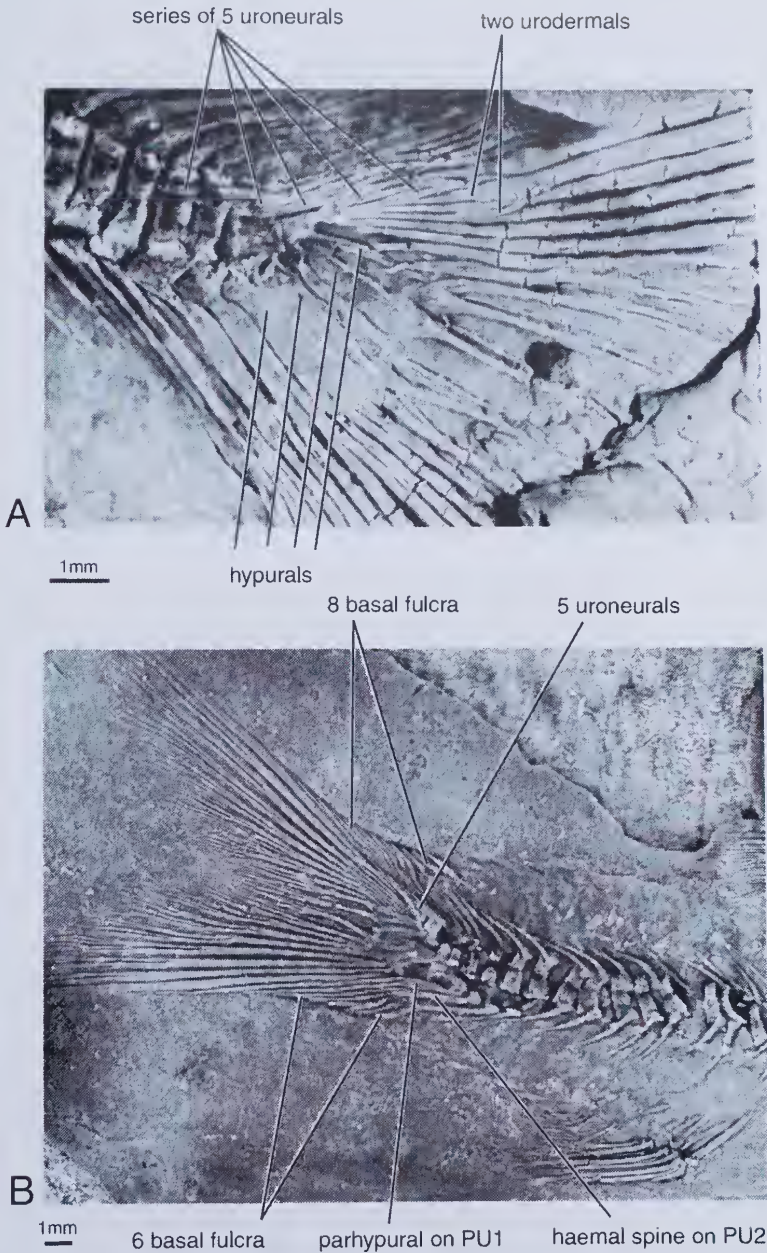 series of 5 uroneurals
two urodermals
A
1mm
hypurals
8 basal fulcra
5 uroneurals
B
1mm
6 basal fulcra
parhypural on PU1
haemal spine on PU2